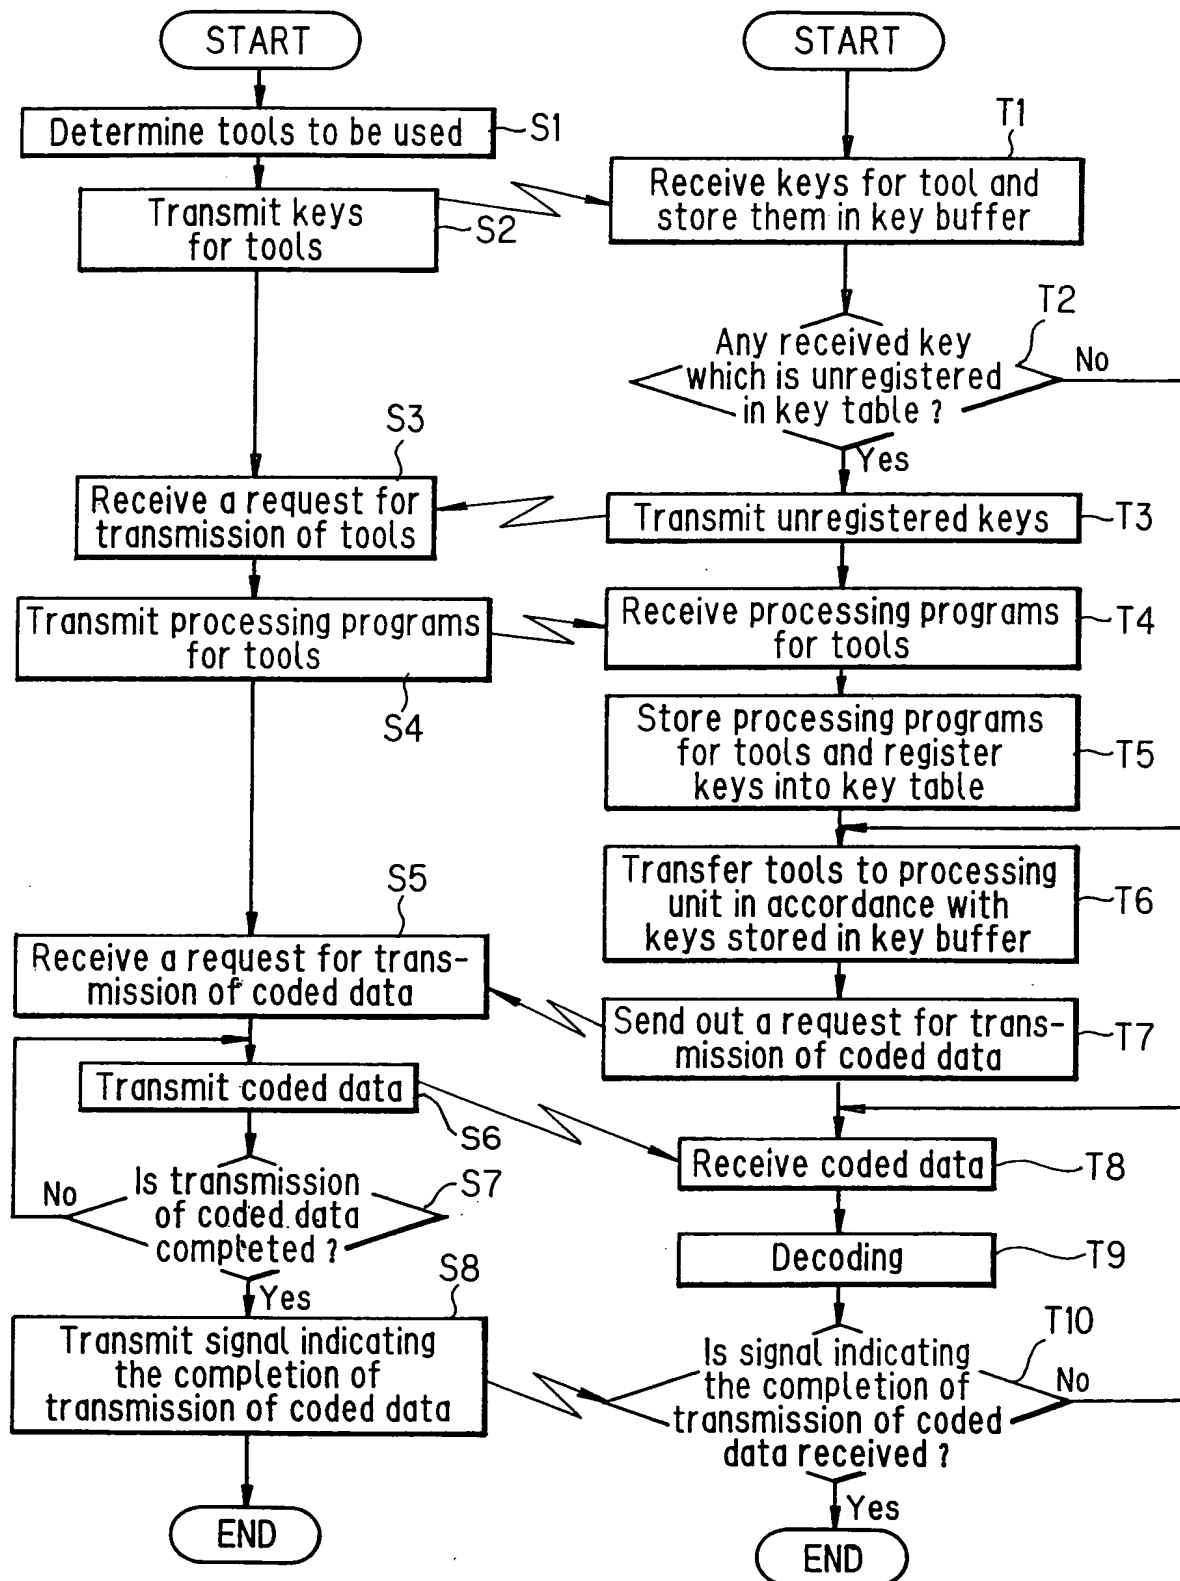 START
Determine tools to be used
S1
Transmit keys
for tools
S2
S3
Receive a request for
transmission of tools
Transmit processing programs
for tools
S4
S5
Receive a request for trans-
mission of coded data
Transmit coded data
S6
Is transmission
of coded data
completed ?
S7
No
Yes
S8
Transmit signal indicating
the completion of
transmission of coded data
END
START
T1
Receive keys for tool and
store them in key buffer
T2
Any received key
which is unregistered
in key table ?
No
Yes
Transmit unregistered keys
T3
Receive processing programs
for tools
T4
Store processing programs
for tools and register
keys into key table
T5
Transfer tools to processing
unit in accordance with
keys stored in key buffer
T6
Send out a request for trans-
mission of coded data
T7
Receive coded data
T8
Decoding
T9
T10
Is signal indicating
the completion of
transmission of coded
data received ?
No
Yes
END